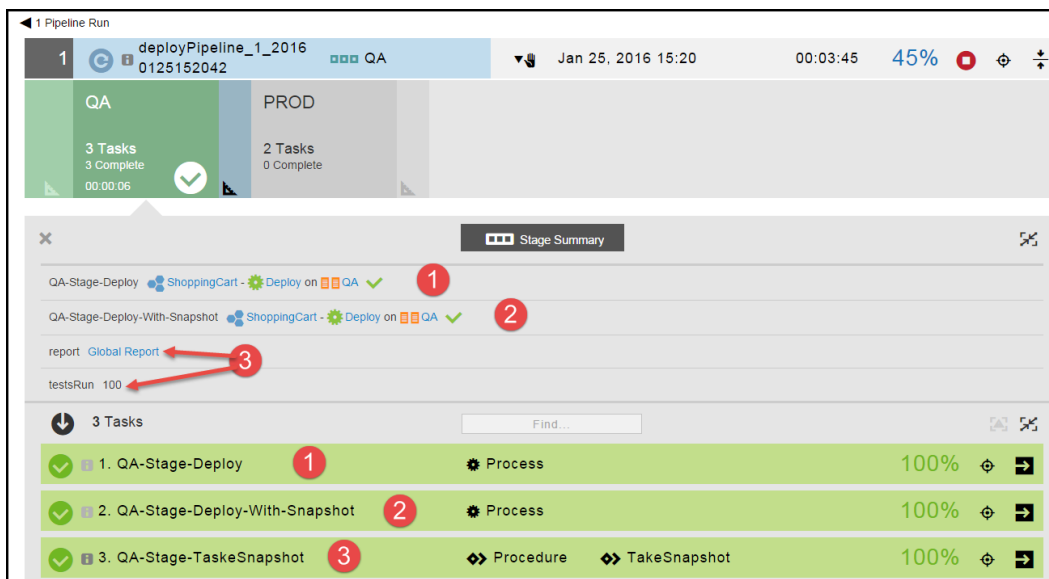 1 Pipeline Run
1 deployPipeline_1_2016 QA Jan 25, 2016 15:20 00:03:45 45%
0125152042
QA PROD
3 Tasks 2 Tasks
3 Complete 0 Complete
00:00:06
Stage Summary
QA-Stage-Deploy ShoppingCart - Deploy on QA 1
QA-Stage-Deploy-With-Snapshot ShoppingCart - Deploy on QA 2
report Global Report
3
testsRun 100
3 Tasks Find...
1. QA-Stage-Deploy 1 Process 100%
2. QA-Stage-Deploy-With-Snapshot 2 Process 100%
3. QA-Stage-TaskeSnapshot 3 Procedure TakeSnapshot 100%